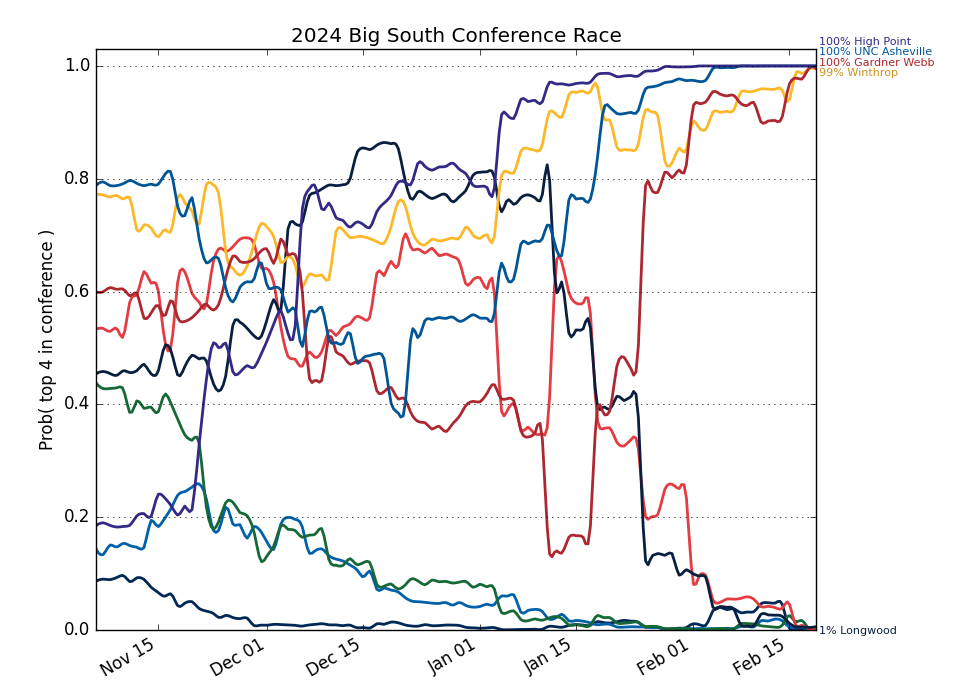 2024 Big South Conference Race
100% High Point
100% UNC Asheville
100% Gardner Webb
99% Winthrop
1% Longwood
Prob( top 4 in conference )
1.0
0.8
0.6
0.4
0.2
0.0
Nov 15
Dec 01
Dec 15
Jan 01
Jan 15
Feb 01
Feb 15